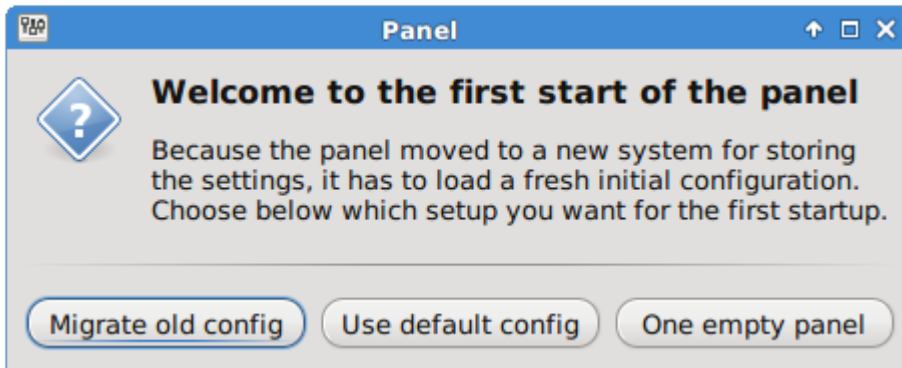 Panel
Welcome to the first start of the panel
Because the panel moved to a new system for storing
the settings, it has to load a fresh initial configuration.
Choose below which setup you want for the first startup.
Migrate old config
Use default config
One empty panel